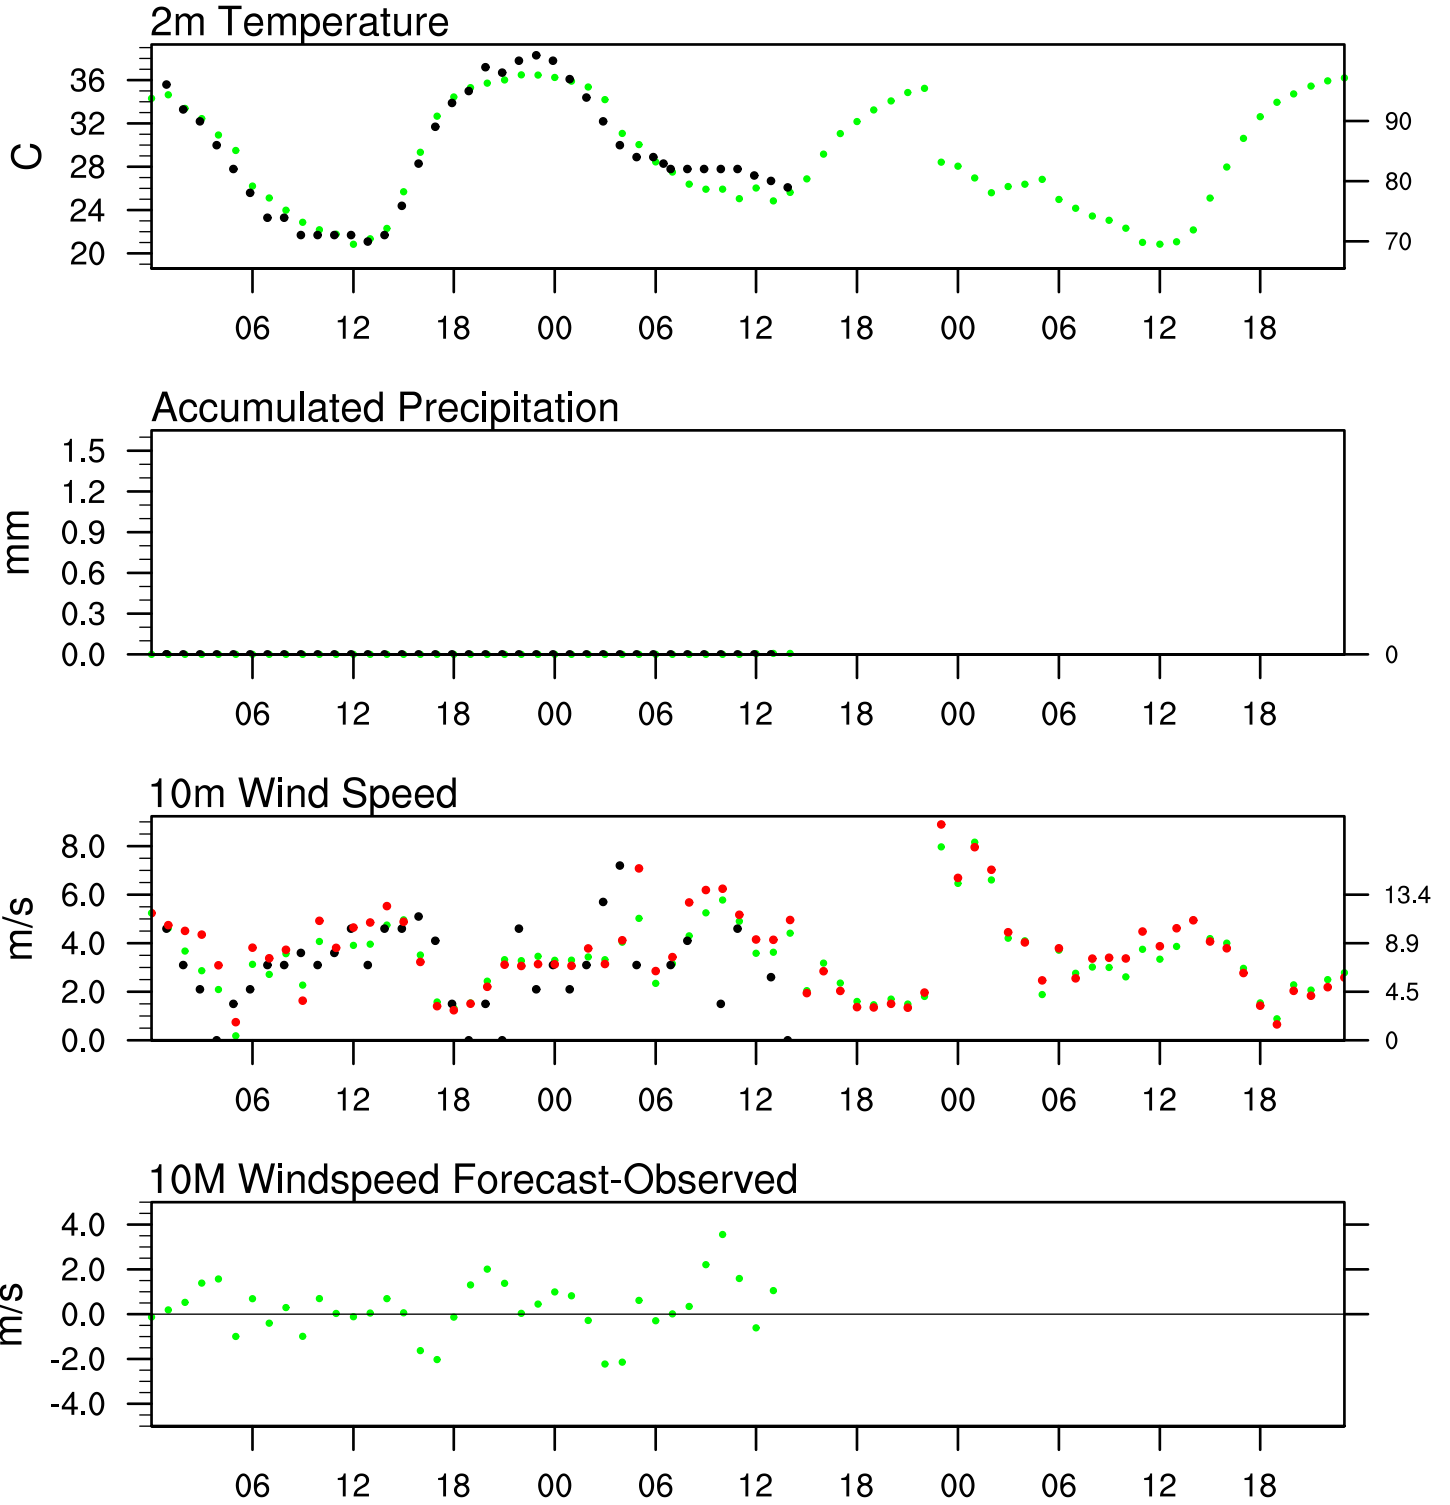 2m Temperature
C
36
32
28
24
20
90
80
70
06 12 18 00 06 12 18 00 06 12 18
Accumulated Precipitation
mm
1.5
1.2
0.9
0.6
0.3
0.0
0
06 12 18 00 06 12 18 00 06 12 18
10m Wind Speed
m/s
8.0
6.0
4.0
2.0
0.0
13.4
8.9
4.5
0
06 12 18 00 06 12 18 00 06 12 18
10M Windspeed Forecast-Observed
m/s
4.0
2.0
0.0
-2.0
-4.0
06 12 18 00 06 12 18 00 06 12 18